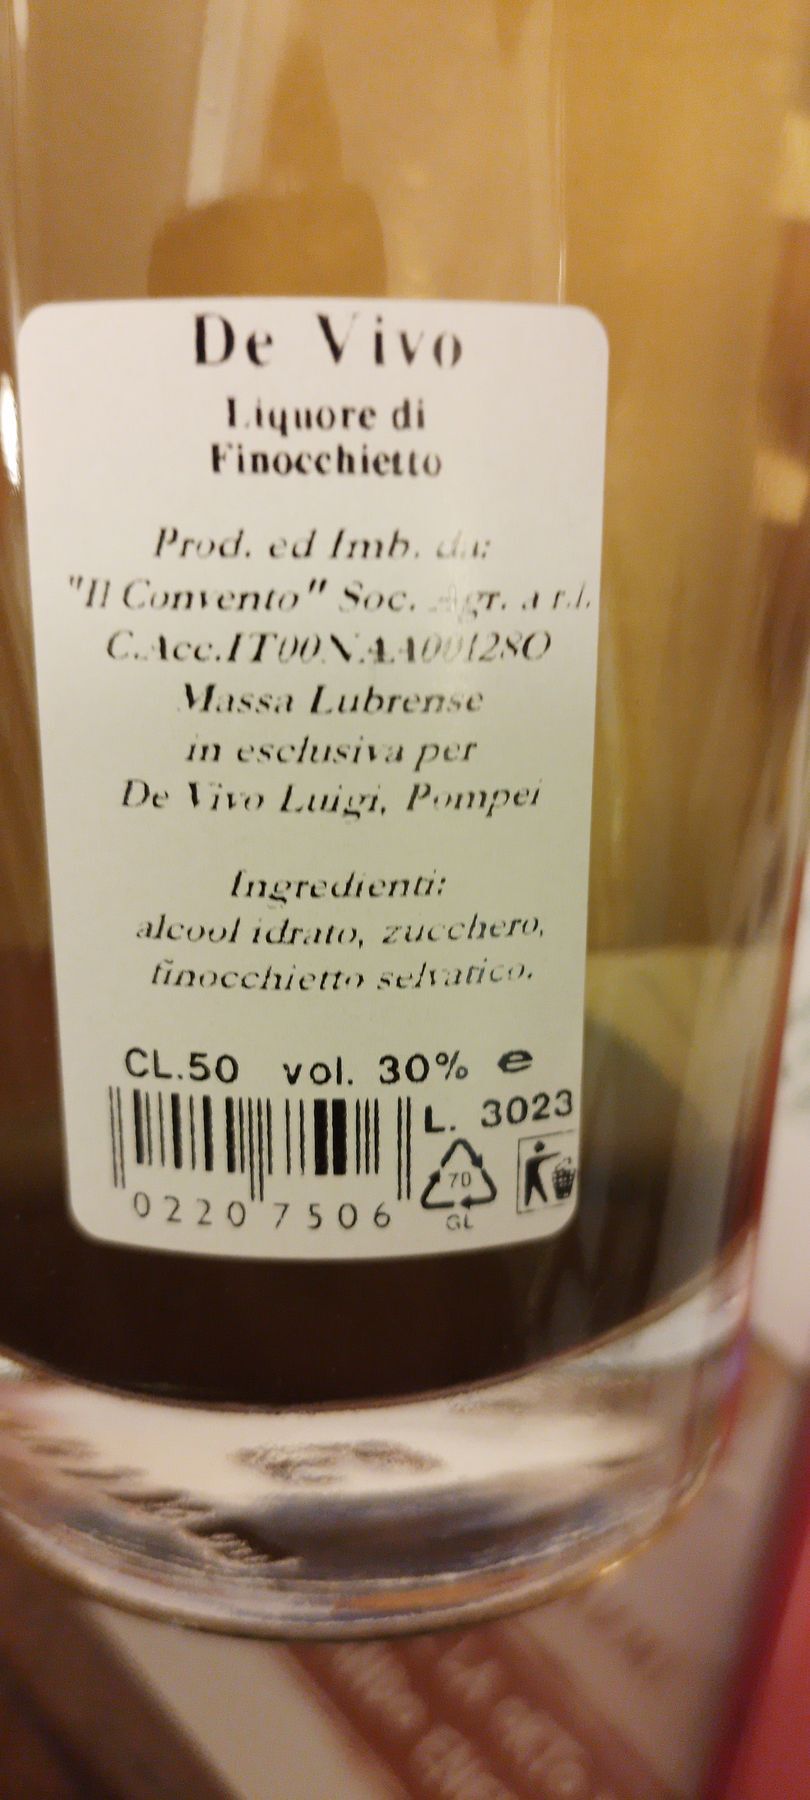 De Vivo
Liquore di
Finocchietto
Prod. ed Imb. da:
"Il Convento" Soc. Agr. a r.l.
C.Acc.IT00NAA00128O
Massa Lubrense
in esclusiva per
De Vivo Luigi, Pompei
Ingredienti:
alcool idrato, zucchero,
finocchietto selvatico.
CL.50 vol. 30% e
L. 3023
70
GL
02207506